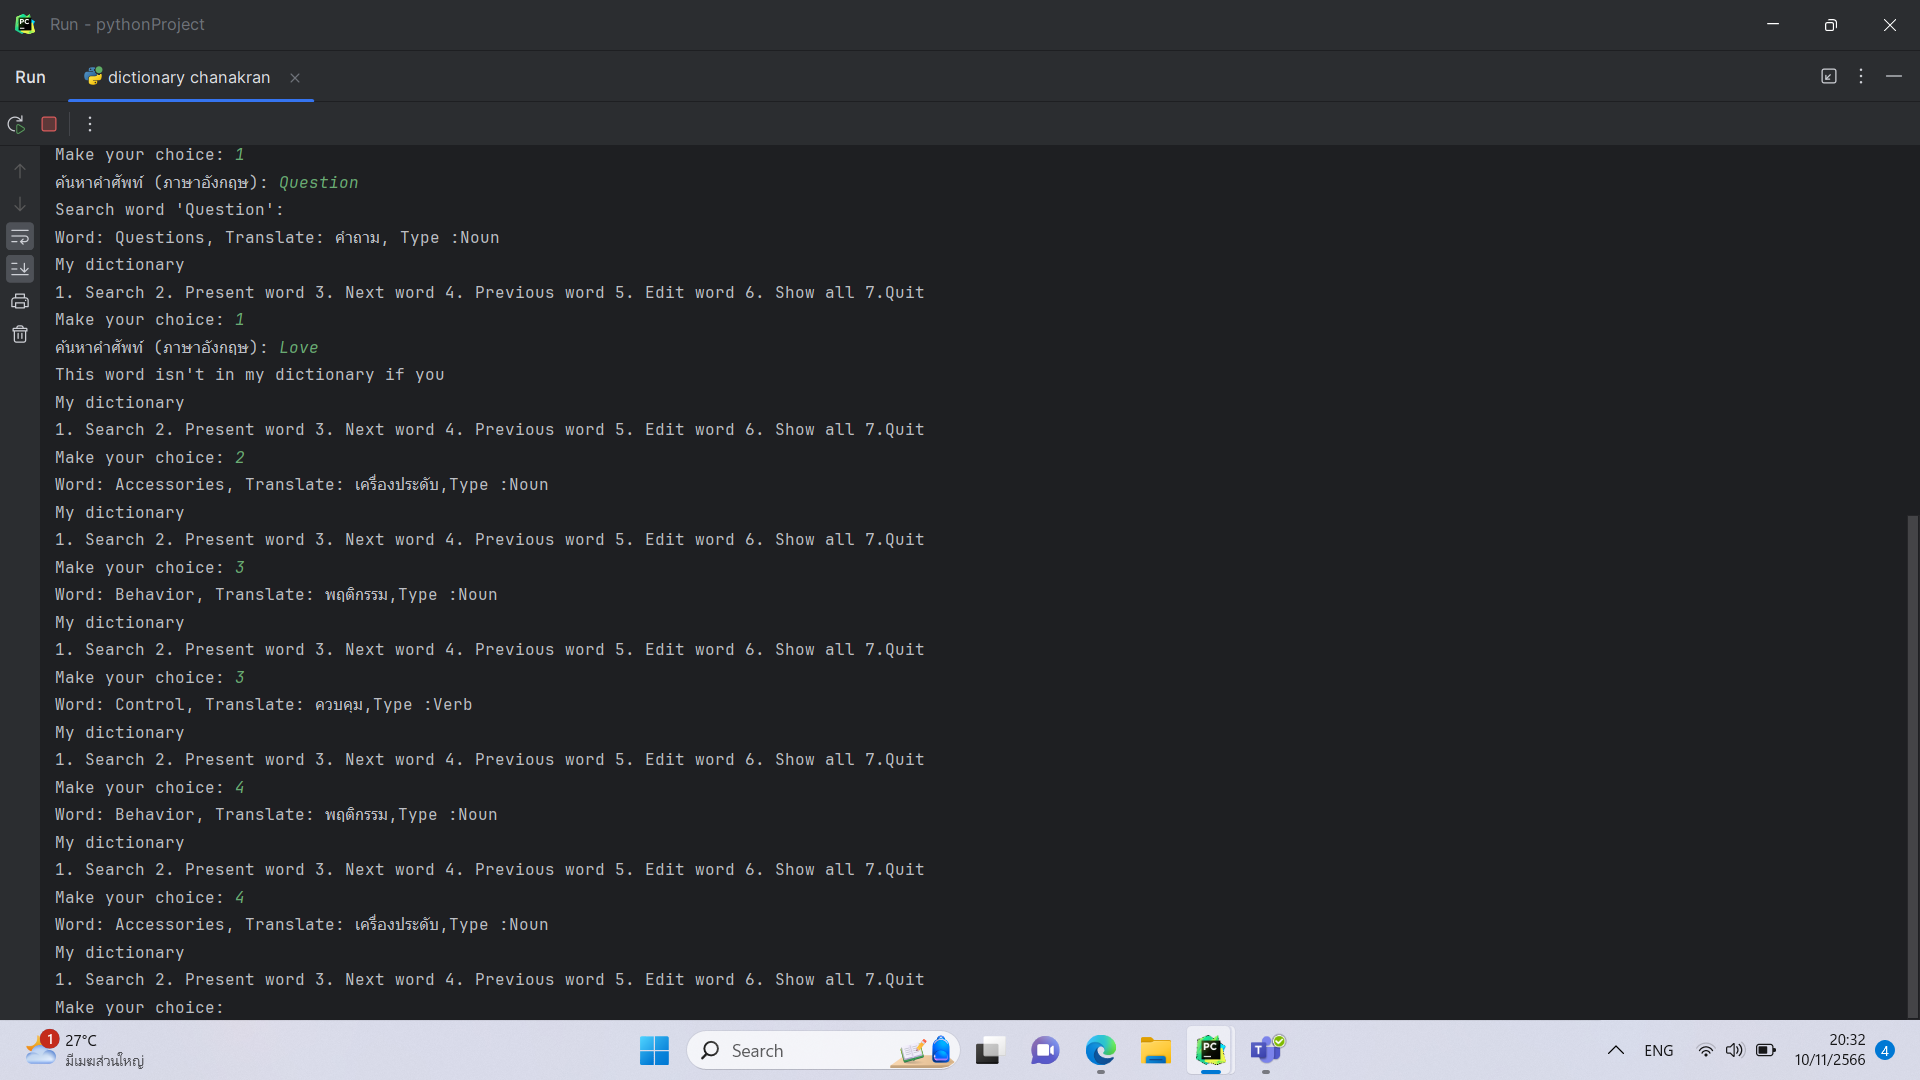 Run - pythonProject
Run dictionary chanakran
Make your choice: 1
ค้นหาคำศัพท์ (ภาษาอังกฤษ): Question
Search word 'Question':
Word: Questions, Translate: คำถาม, Type :Noun
My dictionary
1. Search 2. Present word 3. Next word 4. Previous word 5. Edit word 6. Show all 7.Quit
Make your choice: 1
ค้นหาคำศัพท์ (ภาษาอังกฤษ): Love
This word isn't in my dictionary if you
My dictionary
1. Search 2. Present word 3. Next word 4. Previous word 5. Edit word 6. Show all 7.Quit
Make your choice: 2
Word: Accessories, Translate: เครื่องประดับ,Type :Noun
My dictionary
1. Search 2. Present word 3. Next word 4. Previous word 5. Edit word 6. Show all 7.Quit
Make your choice: 3
Word: Behavior, Translate: พฤติกรรม,Type :Noun
My dictionary
1. Search 2. Present word 3. Next word 4. Previous word 5. Edit word 6. Show all 7.Quit
Make your choice: 3
Word: Control, Translate: ควบคุม,Type :Verb
My dictionary
1. Search 2. Present word 3. Next word 4. Previous word 5. Edit word 6. Show all 7.Quit
Make your choice: 4
Word: Behavior, Translate: พฤติกรรม,Type :Noun
My dictionary
1. Search 2. Present word 3. Next word 4. Previous word 5. Edit word 6. Show all 7.Quit
Make your choice: 4
Word: Accessories, Translate: เครื่องประดับ,Type :Noun
My dictionary
1. Search 2. Present word 3. Next word 4. Previous word 5. Edit word 6. Show all 7.Quit
Make your choice:
1 27°C
มีเมฆส่วนใหญ่
Search
ENG
20:32
10/11/2566
4